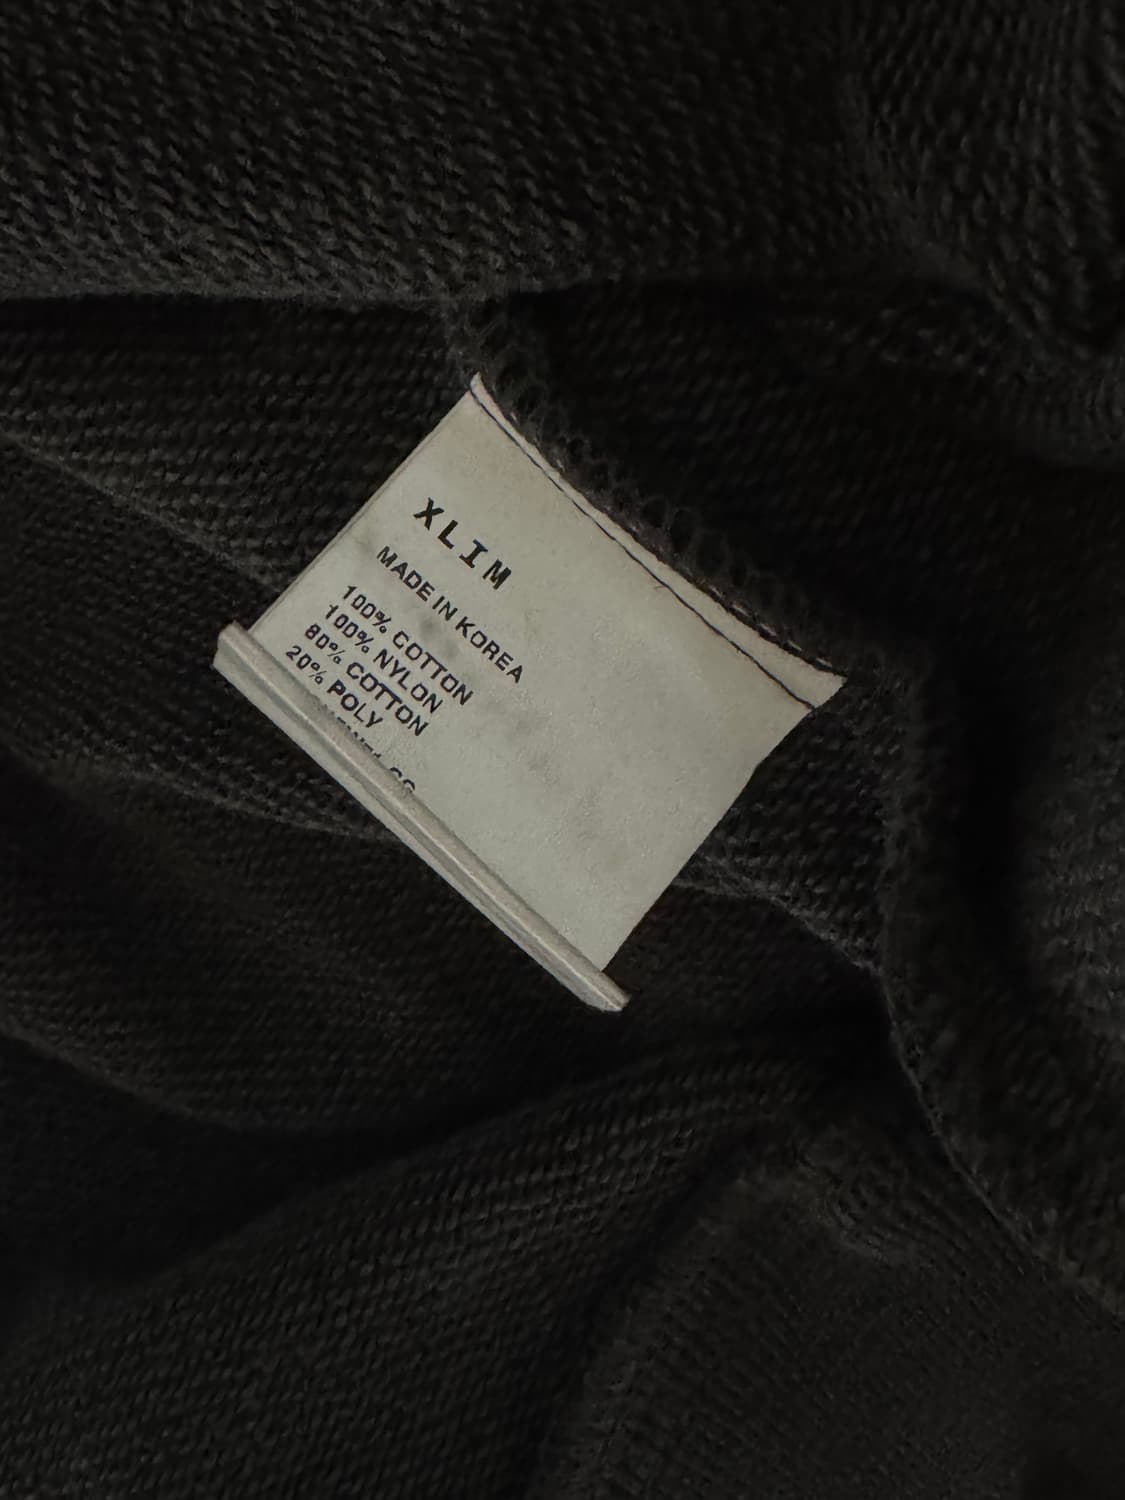 XLIM
MADE IN KOREA
100% COTTON
100% NYLON
80% COTTON
20% POLY